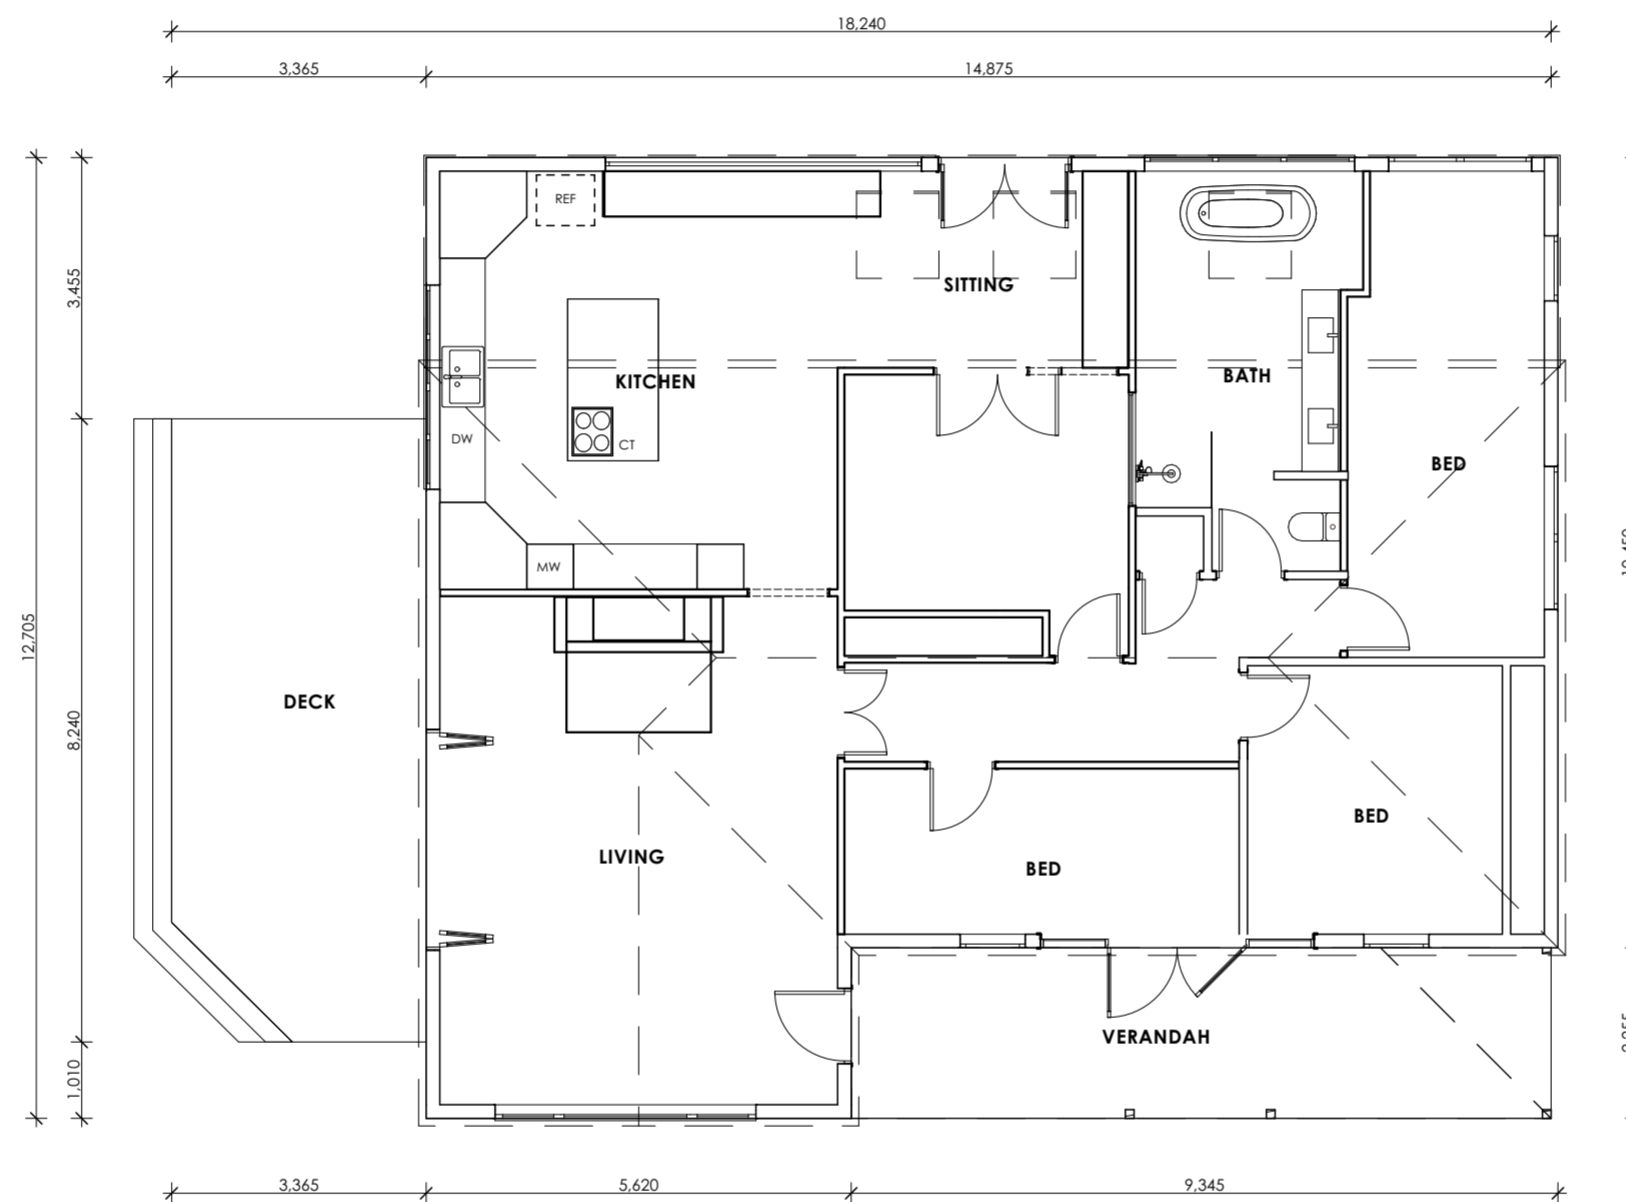 18,240
3,365
14,875
REF
SITTING
3,455
BATH
KITCHEN
CT
DW
BED
MW
12,705
DECK
8,240
BED
LIVING
BED
VERANDAH
1,010
3,365
5,620
9,345